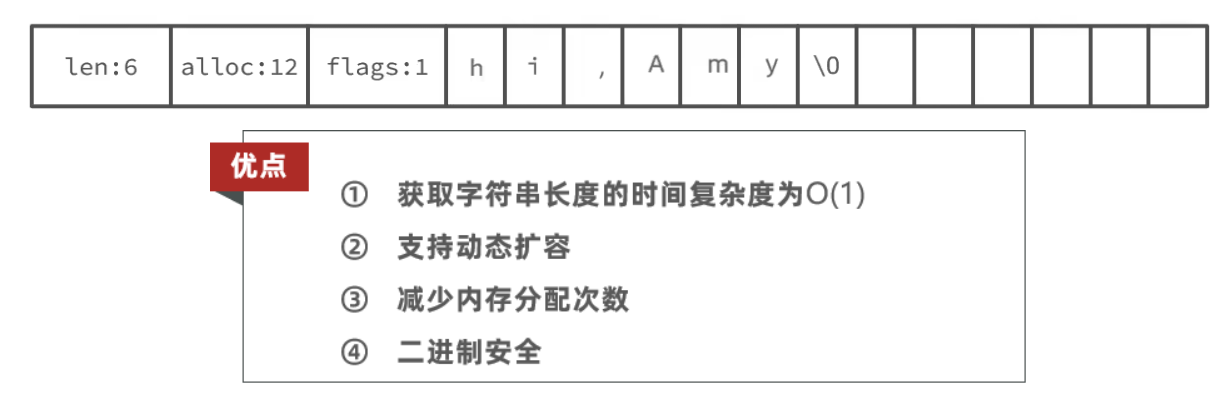 len:6 alloc:12 flags:1 h i , A m y \0
优点
① 获取字符串长度的时间复杂度为O(1)
② 支持动态扩容
③ 减少内存分配次数
④ 二进制安全